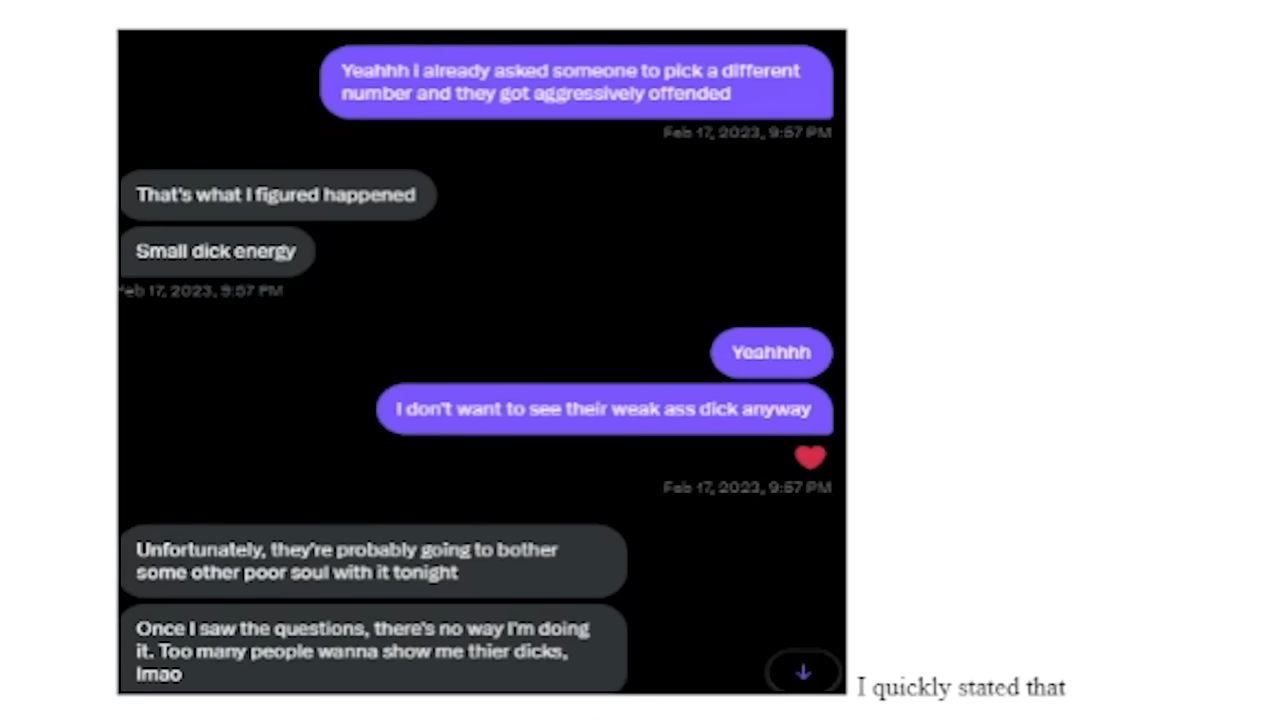 Yeahhh i already asked someone to pick a different
number and they got aggressively offended
Feb 17, 2023, 9:57 PM
That's what I figured happened
Small dick energy
eb 17, 2023, 9:57 PM
Yeahhhh
I don't want to see their weak ass dick anyway
Feb 17, 2023, 9:57 PM
Unfortunately, they're probably going to bother
some other poor soul with it tonight
Once I saw the questions, there's no way I'm doing
it. Too many people wanna show me thier dicks,
lmao
I quickly stated that